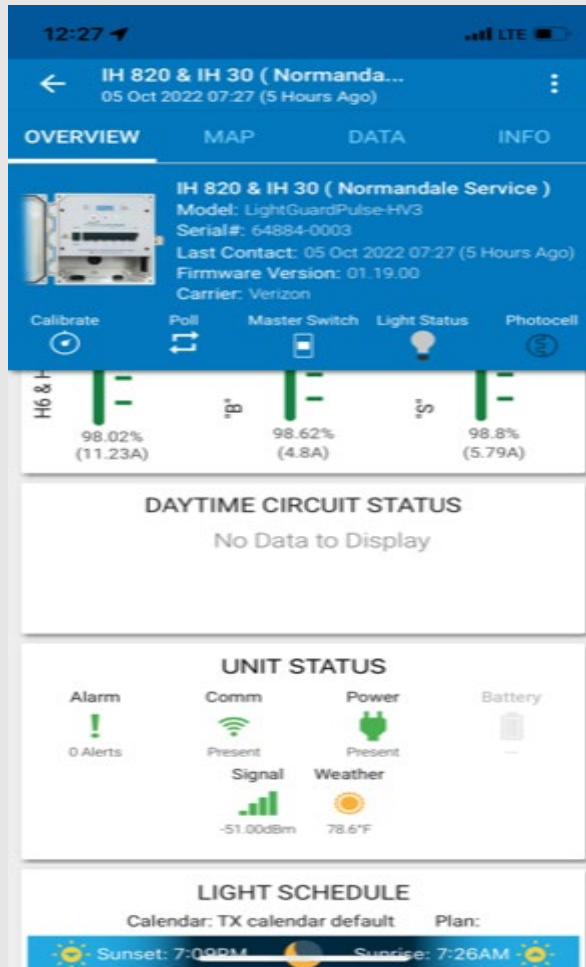 12:27 LTE
IH 820 & IH 30 ( Normanda...
05 Oct 2022 07:27 (5 Hours Ago)
OVERVIEW MAP DATA INFO
IH 820 & IH 30 ( Normandale Service )
Model: LightGuardPulse-HV3
Serial#: 64884-0003
Last Contact: 05 Oct 2022 07:27 (5 Hours Ago)
Firmware Version: 01.19.00
Carrier: Verizon
Calibrate Poll Master Switch Light Status Photocell
H6 & "B" "S"
98.02% 98.62% 98.8%
(11.23A) (4.8A) (5.79A)
DAYTIME CIRCUIT STATUS
No Data to Display
UNIT STATUS
Alarm Comm Power Battery
0 Alerts Present Present --
Signal Weather
-51.00dBm 78.6°F
LIGHT SCHEDULE
Calendar: TX calendar default Plan:
Sunset: 7:09PM Sunrise: 7:26AM